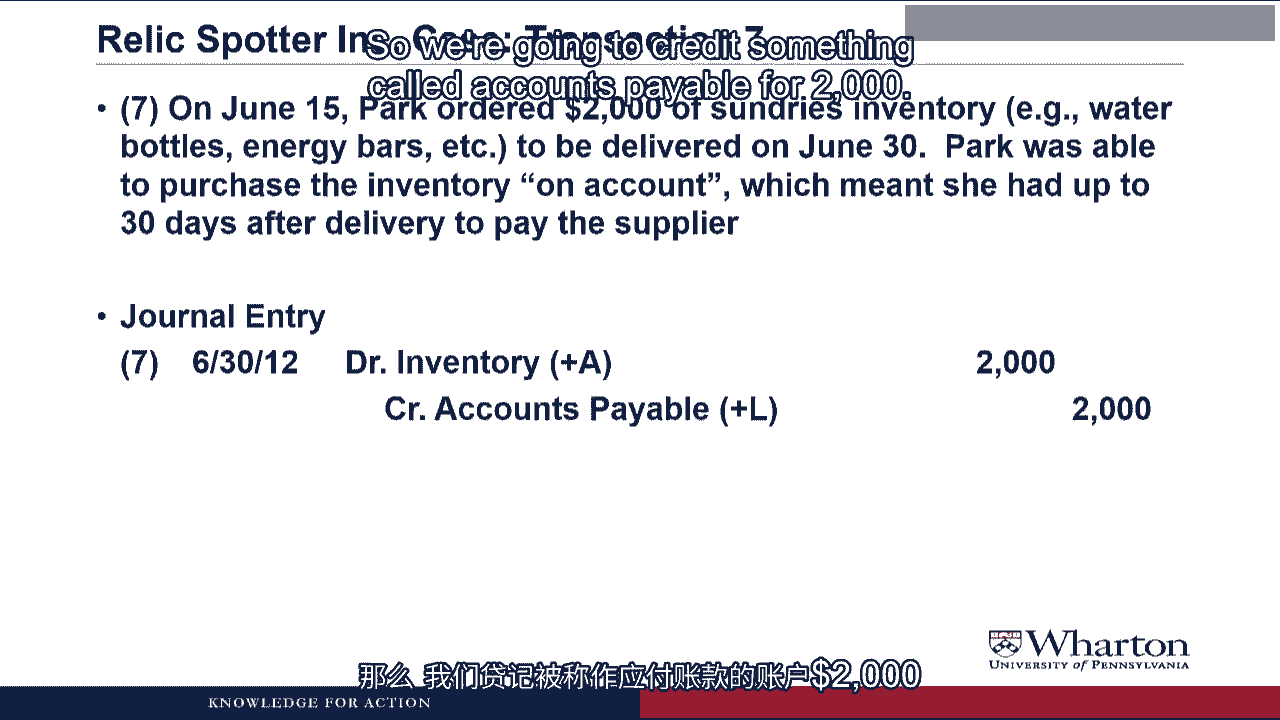 Relic Spotter Inc. Case: Transaction 7
So we're going to credit something
called accounts payable for 2,000.
• (7) On June 15, Park ordered $2,000 of sundries inventory (e.g., water
bottles, energy bars, etc.) to be delivered on June 30. Park was able
to purchase the inventory “on account”, which meant she had up to
30 days after delivery to pay the supplier
• Journal Entry
(7) 6/30/12 Dr. Inventory (+A) 2,000
Cr. Accounts Payable (+L) 2,000
Wharton
UNIVERSITY of PENNSYLVANIA
那么 我们贷记被称作应付账款的账户$2,000
KNOWLEDGE FOR ACTION